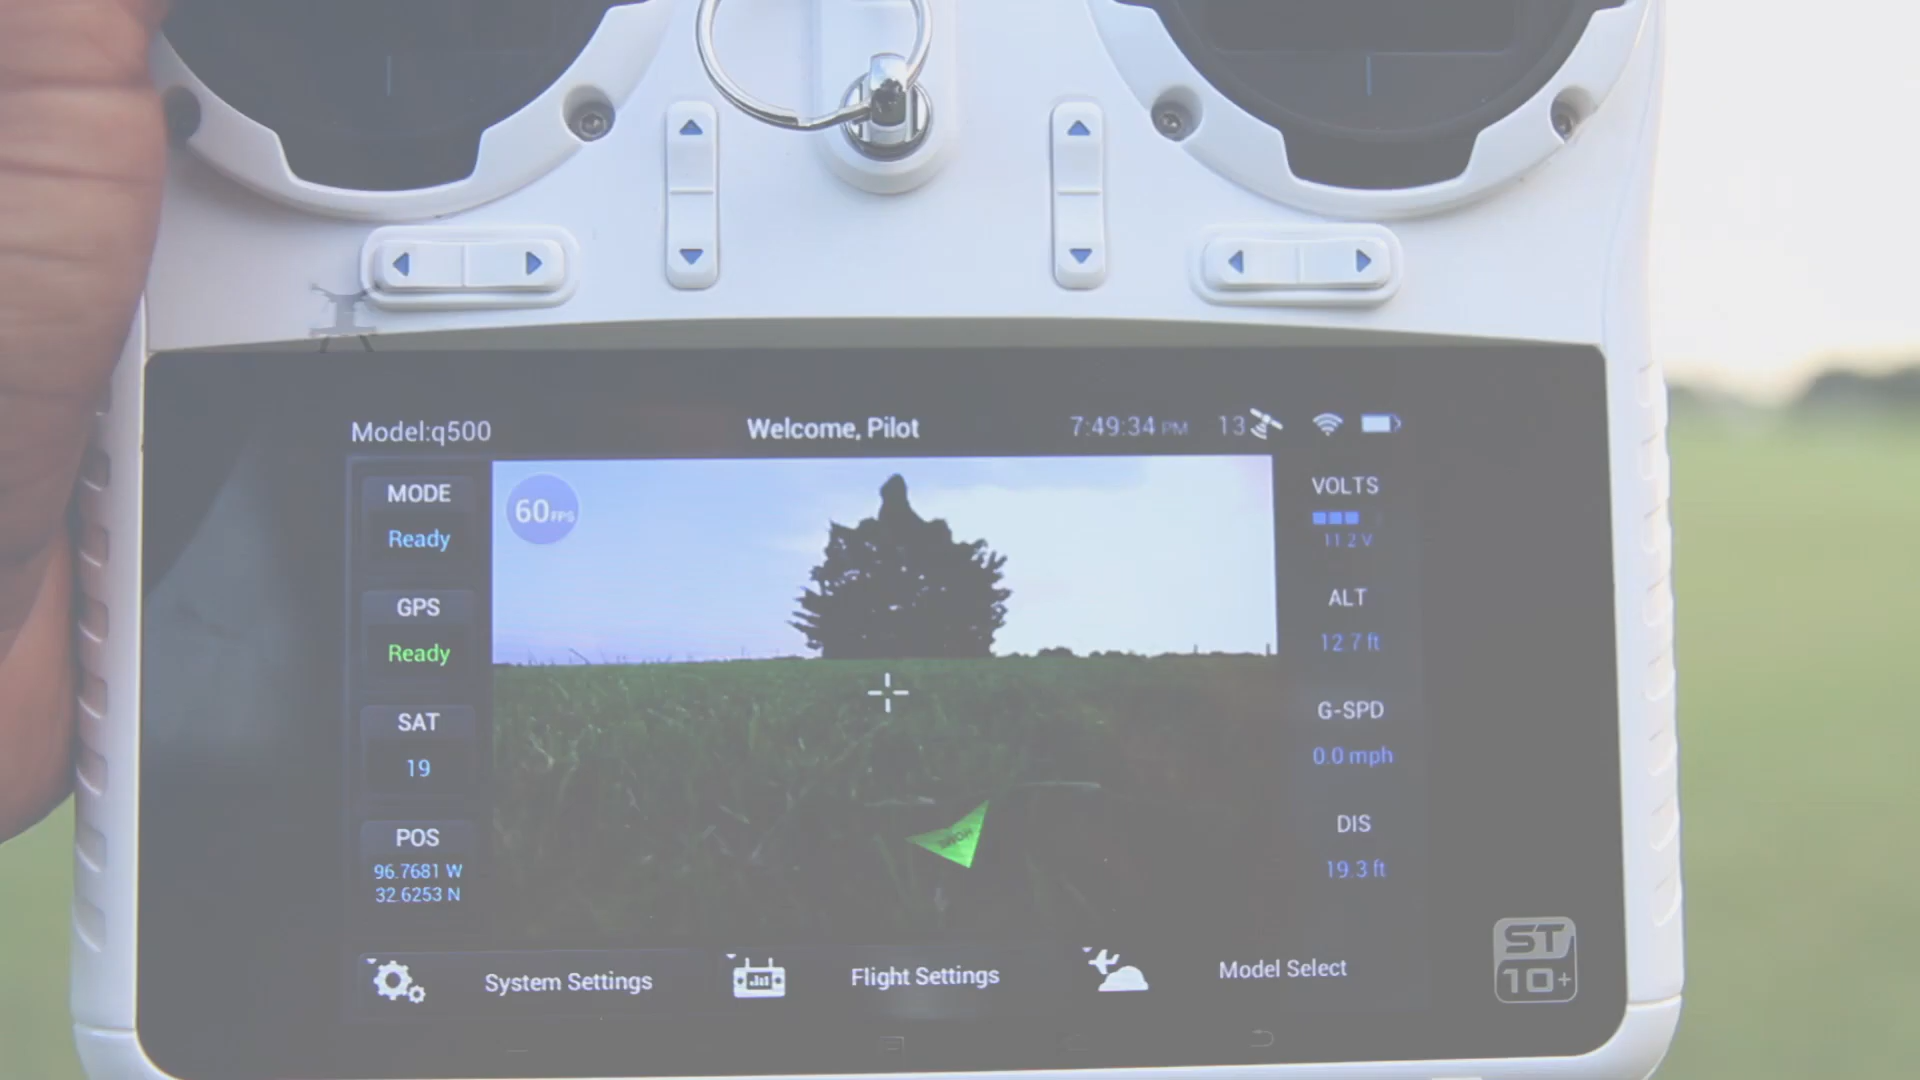 Model:q500
Welcome, Pilot
7:49:34 PM
13
MODE
Ready
60FPS
VOLTS
11.2 V
GPS
Ready
ALT
12.7 ft
SAT
19
G-SPD
0.0 mph
HOME
POS
96.7681 W
32.6253 N
DIS
19.3 ft
System Settings
Flight Settings
Model Select
ST
10+